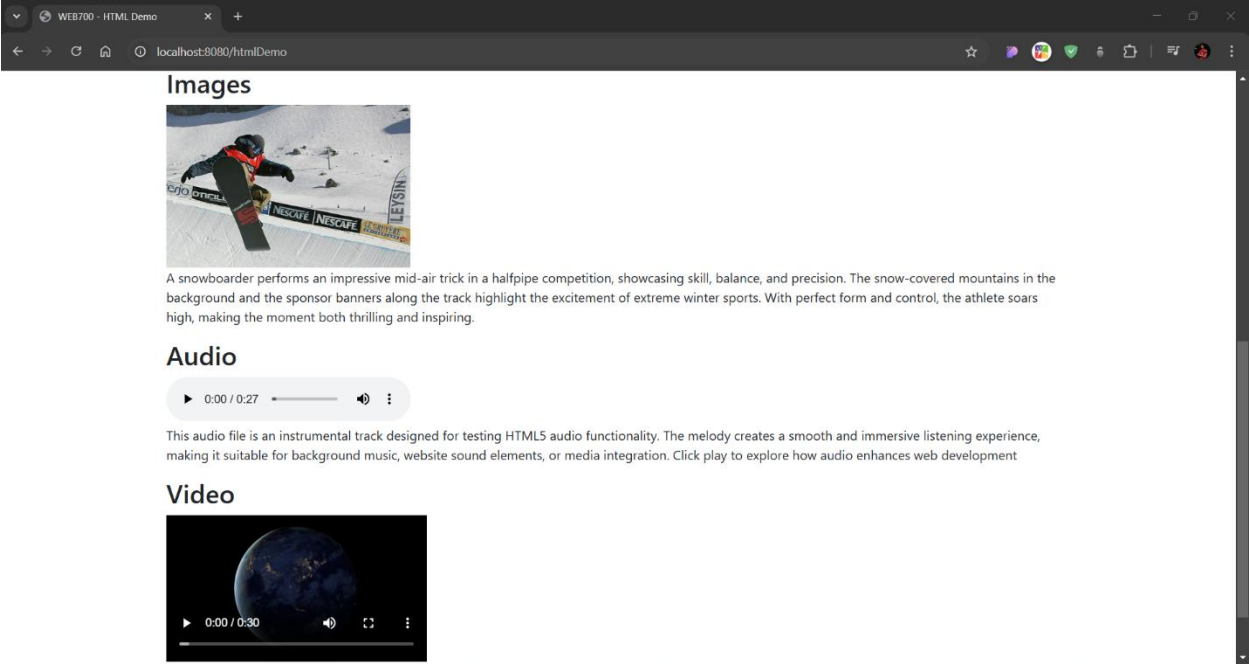 WEB700 - HTML Demo
localhost:8080/htmlDemo
Images
O'NEILL
NESCAFÉ NESCAFÉ
LEYSIN
A snowboarder performs an impressive mid-air trick in a halfpipe competition, showcasing skill, balance, and precision. The snow-covered mountains in the
background and the sponsor banners along the track highlight the excitement of extreme winter sports. With perfect form and control, the athlete soars
high, making the moment both thrilling and inspiring.
Audio
0:00 / 0:27
This audio file is an instrumental track designed for testing HTML5 audio functionality. The melody creates a smooth and immersive listening experience,
making it suitable for background music, website sound elements, or media integration. Click play to explore how audio enhances web development
Video
0:00 / 0:30